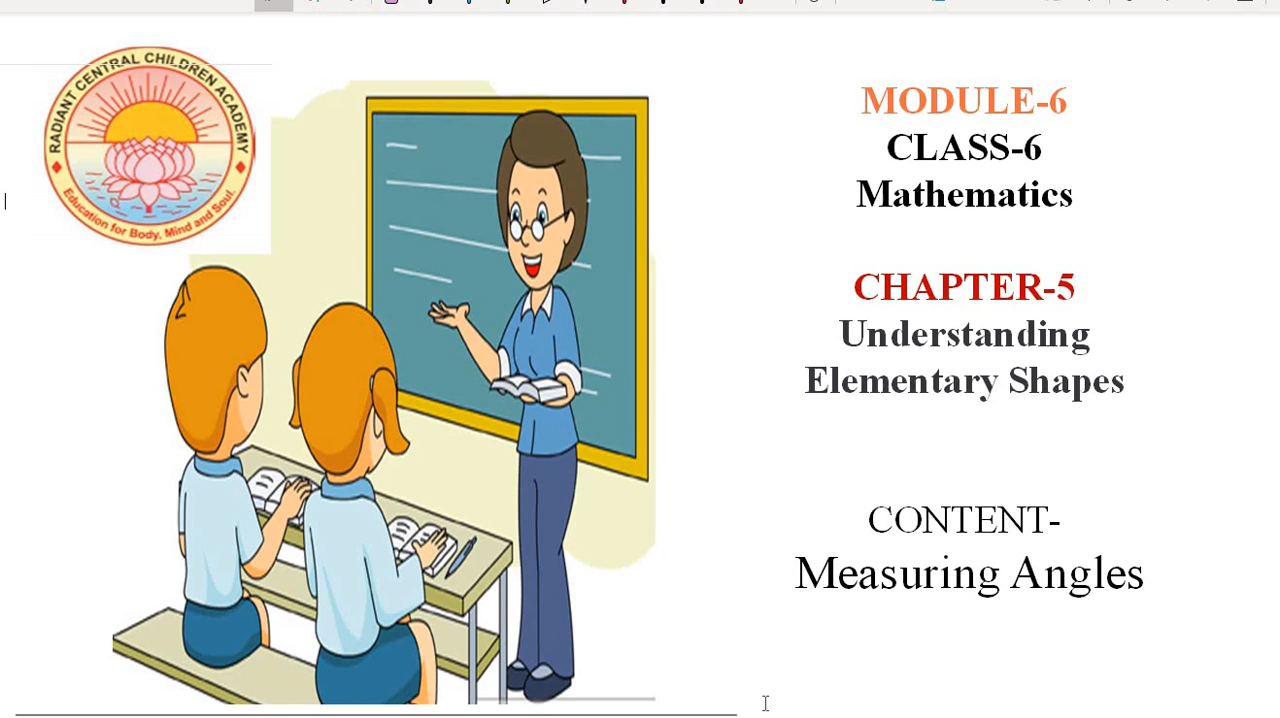 RADIANT CENTRAL CHILDREN ACADEMY
Education for Body, Mind and Soul.
MODULE-6
CLASS-6
Mathematics
CHAPTER-5
Understanding
Elementary Shapes
CONTENT-
Measuring Angles